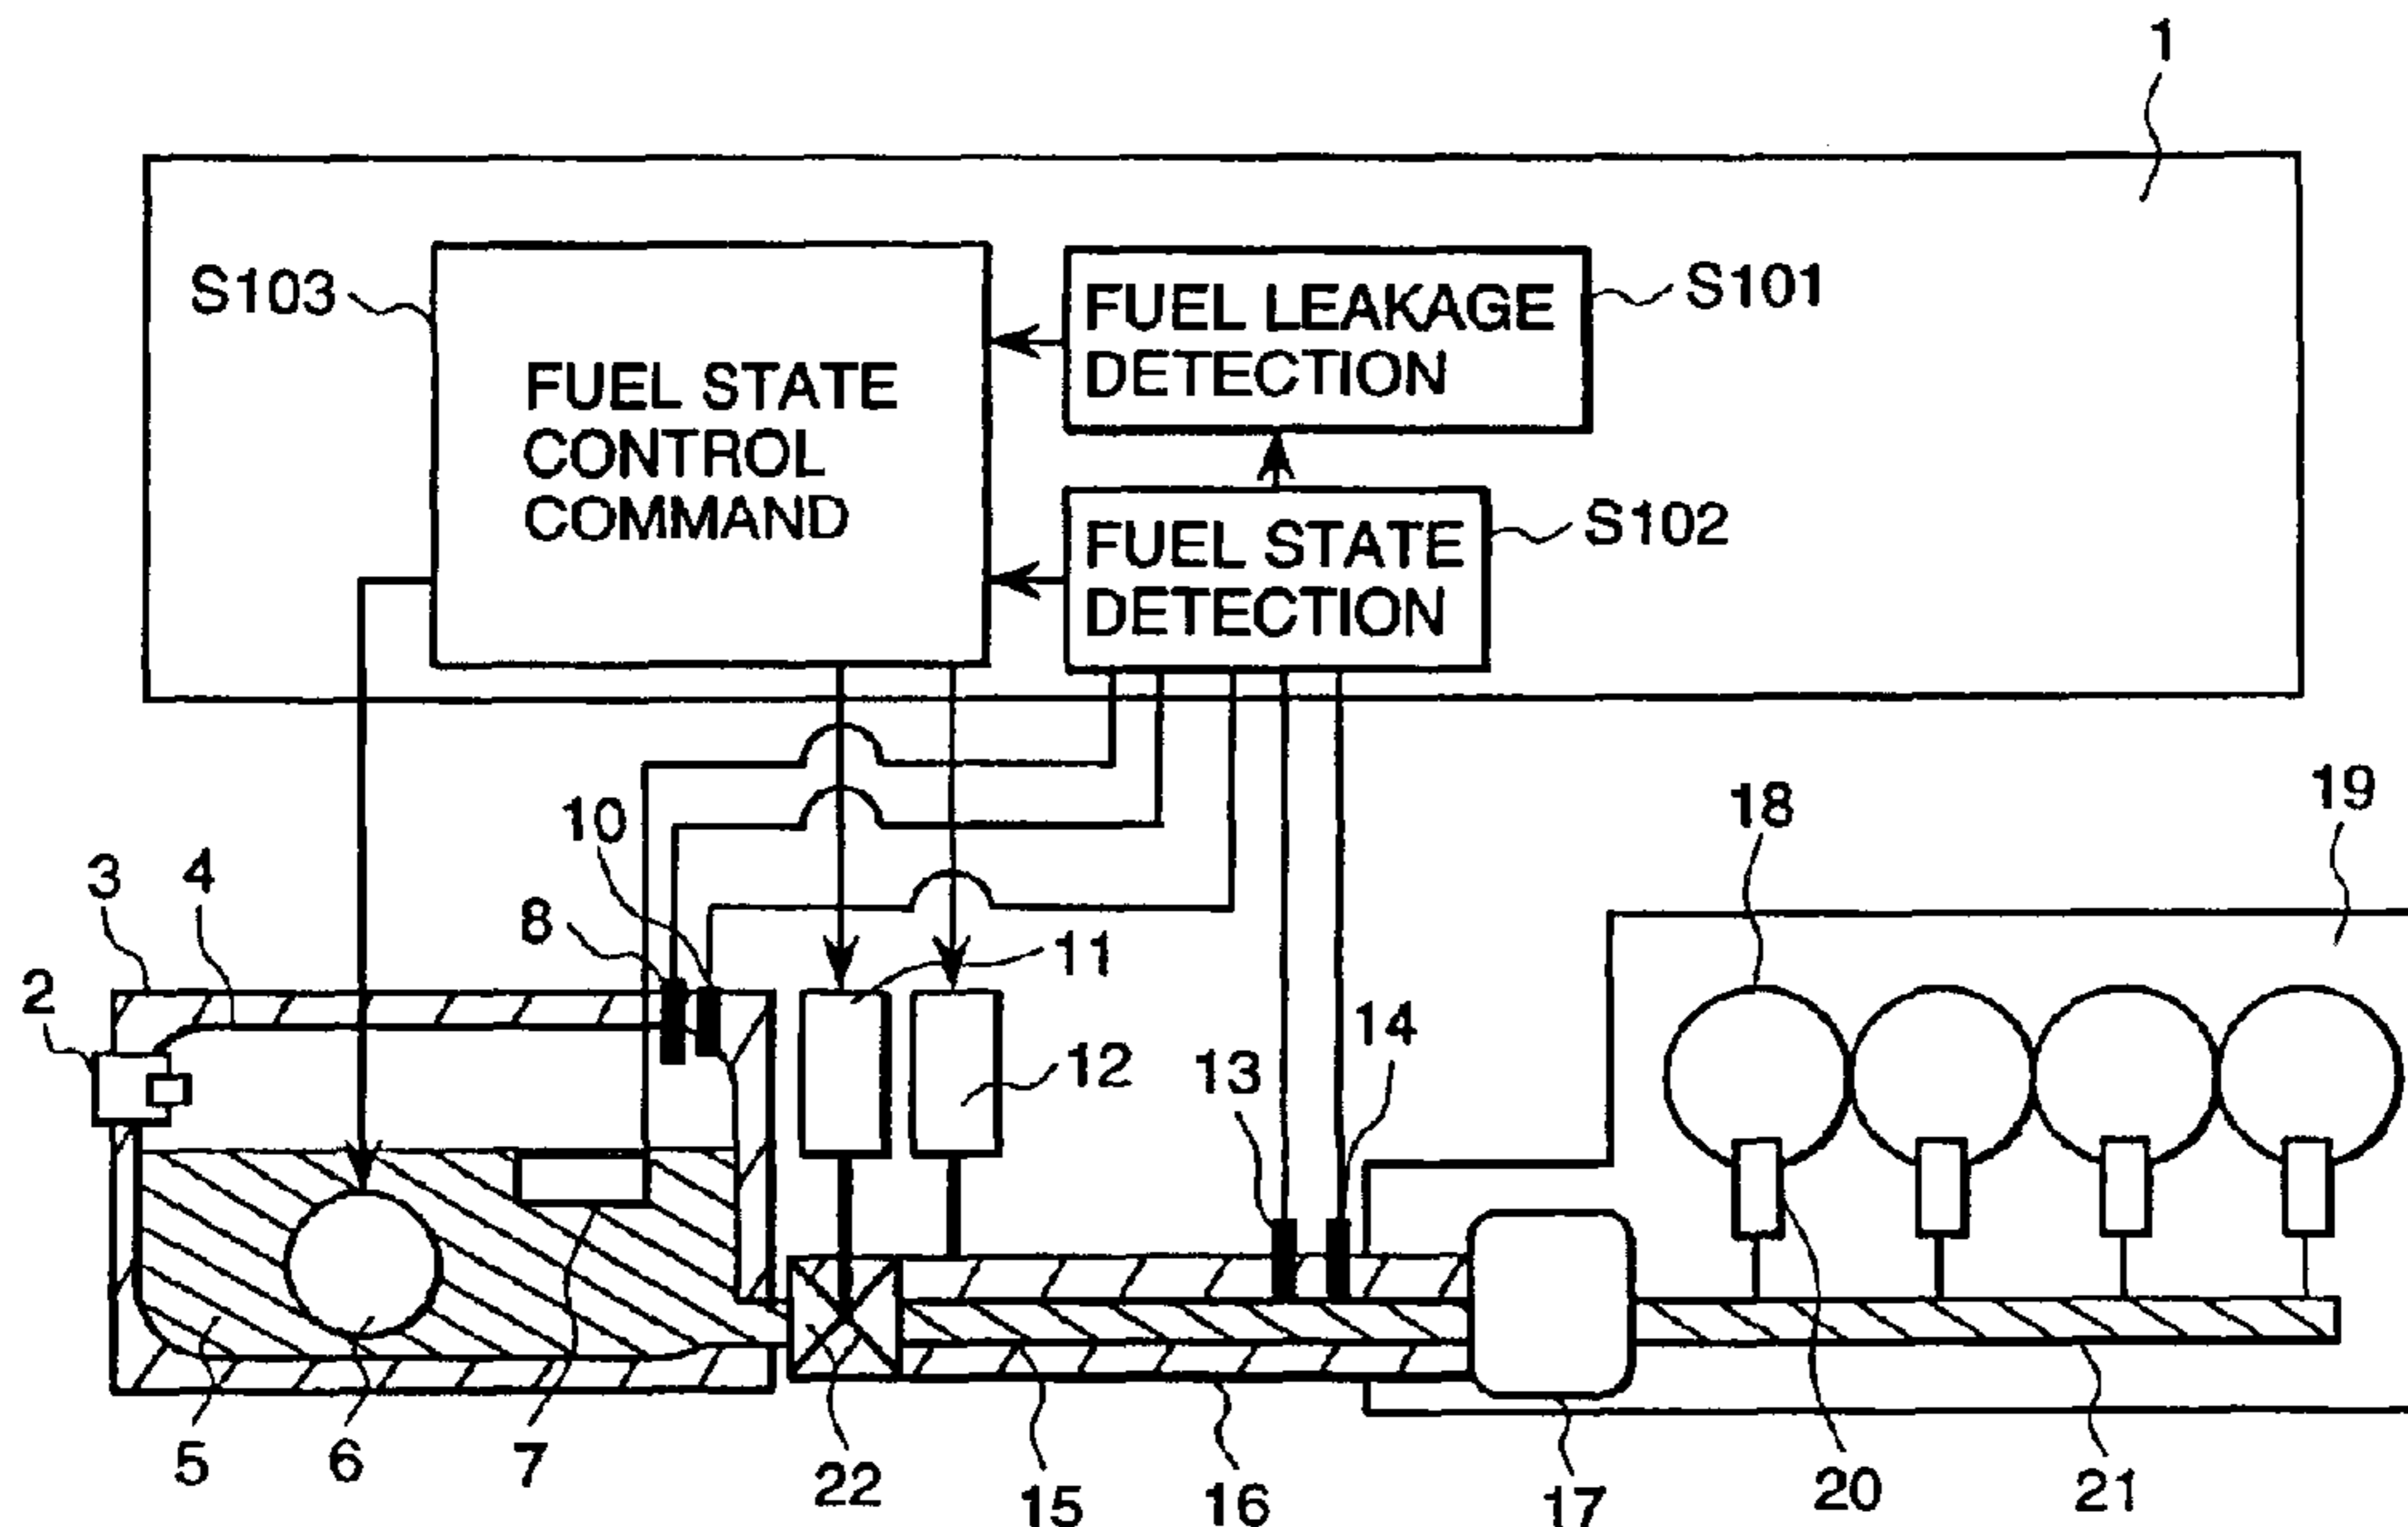 1
S103
FUEL STATE
CONTROL
COMMAND
FUEL LEAKAGE
DETECTION
S101
FUEL STATE
DETECTION
S102
10
18
19
3
4
8
11
2
12
13
14
5
6
7
22
15
16
17
20
21